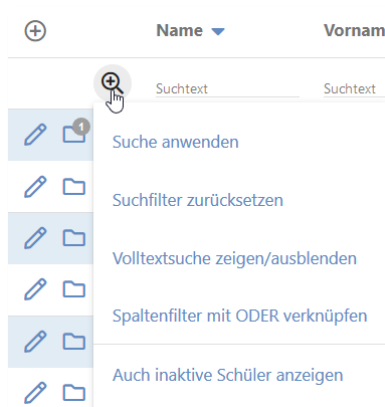 Name Vornam
Suchtext Suchtext
1
Suche anwenden
Suchfilter zurücksetzen
Volltextsuche zeigen/ausblenden
Spaltenfilter mit ODER verknüpfen
Auch inaktive Schüler anzeigen